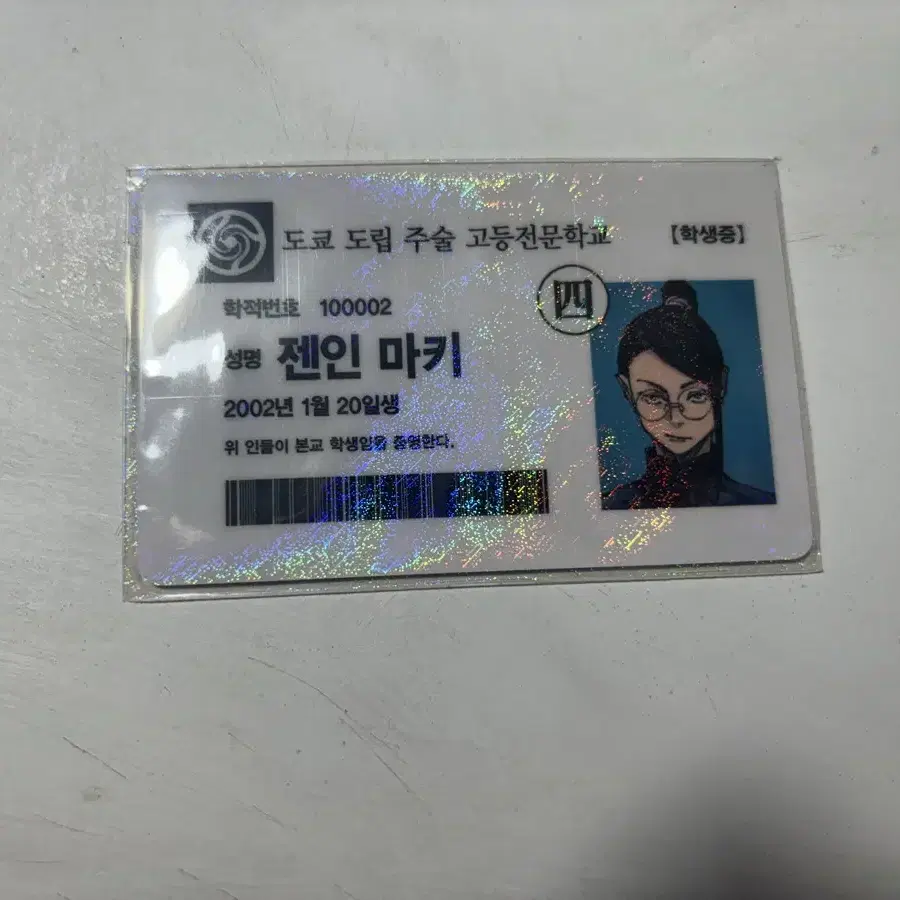 도쿄 도립 주술 고등전문학교 【학생증】
학적번호 100002
四
성명 젠인 마키
2002년 1월 20일생
위 인물이 본교 학생임을 증명한다.